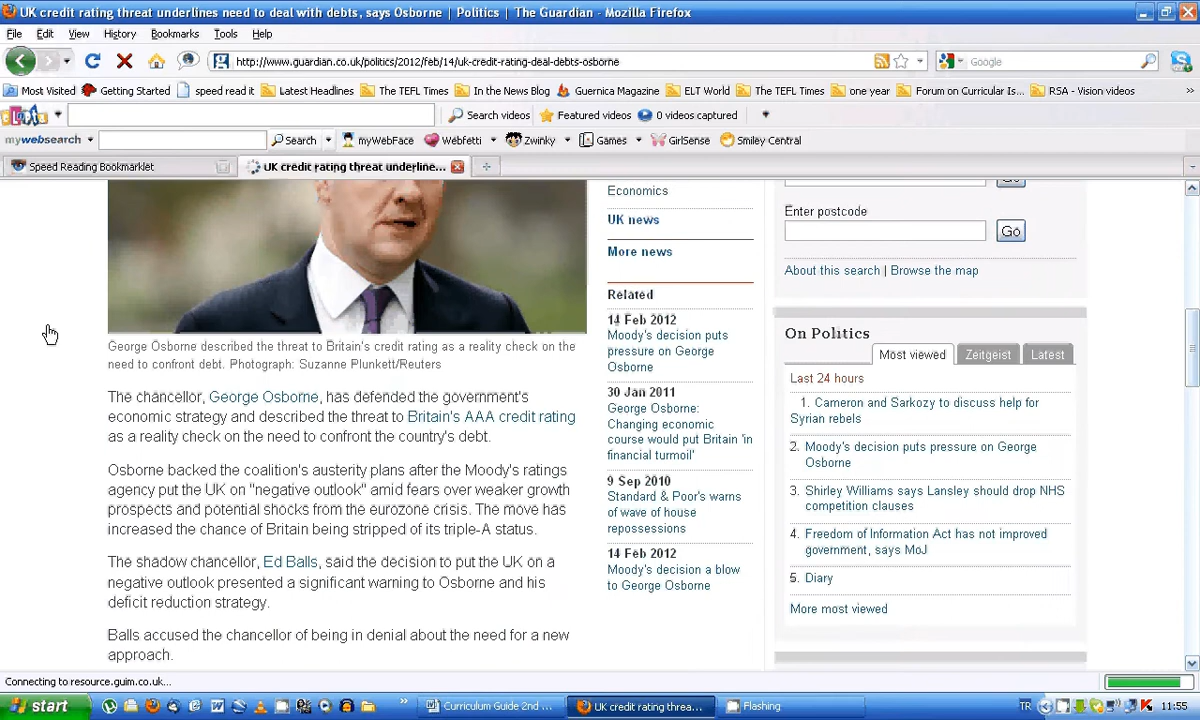 UK credit rating threat underlines need to deal with debts, says Osborne | Politics | The Guardian - Mozilla Firefox
File Edit View History Bookmarks Tools Help
http://www.guardian.co.uk/politics/2012/feb/14/uk-credit-rating-deal-debts-osborne
Google
Most Visited Getting Started speed read it Latest Headlines The TEFL Times In the News Blog Guernica Magazine ELT World The TEFL Times one year Forum on Curricular Is... RSA - Vision videos »
Search videos Featured videos 0 videos captured
mywebsearch Search myWebFace Webfetti Zwinky Games GirlSense Smiley Central
Speed Reading Bookmarklet
UK credit rating threat underline...
George Osborne described the threat to Britain's credit rating as a reality check on the
need to confront debt. Photograph: Suzanne Plunkett/Reuters
The chancellor, George Osborne, has defended the government's
economic strategy and described the threat to Britain's AAA credit rating
as a reality check on the need to confront the country's debt.
Osborne backed the coalition's austerity plans after the Moody's ratings
agency put the UK on "negative outlook" amid fears over weaker growth
prospects and potential shocks from the eurozone crisis. The move has
increased the chance of Britain being stripped of its triple-A status.
The shadow chancellor, Ed Balls, said the decision to put the UK on a
negative outlook presented a significant warning to Osborne and his
deficit reduction strategy.
Balls accused the chancellor of being in denial about the need for a new
approach.
Economics
UK news
More news
Related
14 Feb 2012
Moody's decision puts
pressure on George
Osborne
30 Jan 2011
George Osborne:
Changing economic
course would put Britain 'in
financial turmoil'
9 Sep 2010
Standard & Poor's warns
of wave of house
repossessions
14 Feb 2012
Moody's decision a blow
to George Osborne
Enter postcode
Go
About this search | Browse the map
On Politics
Most viewed Zeitgeist Latest
Last 24 hours
1. Cameron and Sarkozy to discuss help for
Syrian rebels
2. Moody's decision puts pressure on George
Osborne
3. Shirley Williams says Lansley should drop NHS
competition clauses
4. Freedom of Information Act has not improved
government, says MoJ
5. Diary
More most viewed
Connecting to resource.guim.co.uk...
start
» Curriculum Guide 2nd ... UK credit rating threa... Flashing
TR 11:55